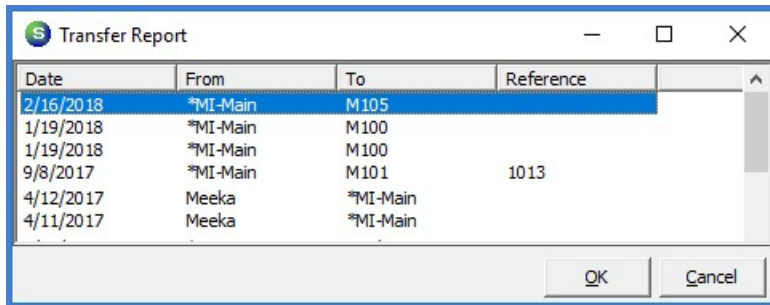 S Transfer Report
Date From To Reference
2/16/2018 *MI-Main M105
1/19/2018 *MI-Main M100
1/19/2018 *MI-Main M100
9/8/2017 *MI-Main M101 1013
4/12/2017 Meeka *MI-Main
4/11/2017 Meeka *MI-Main
OK Cancel